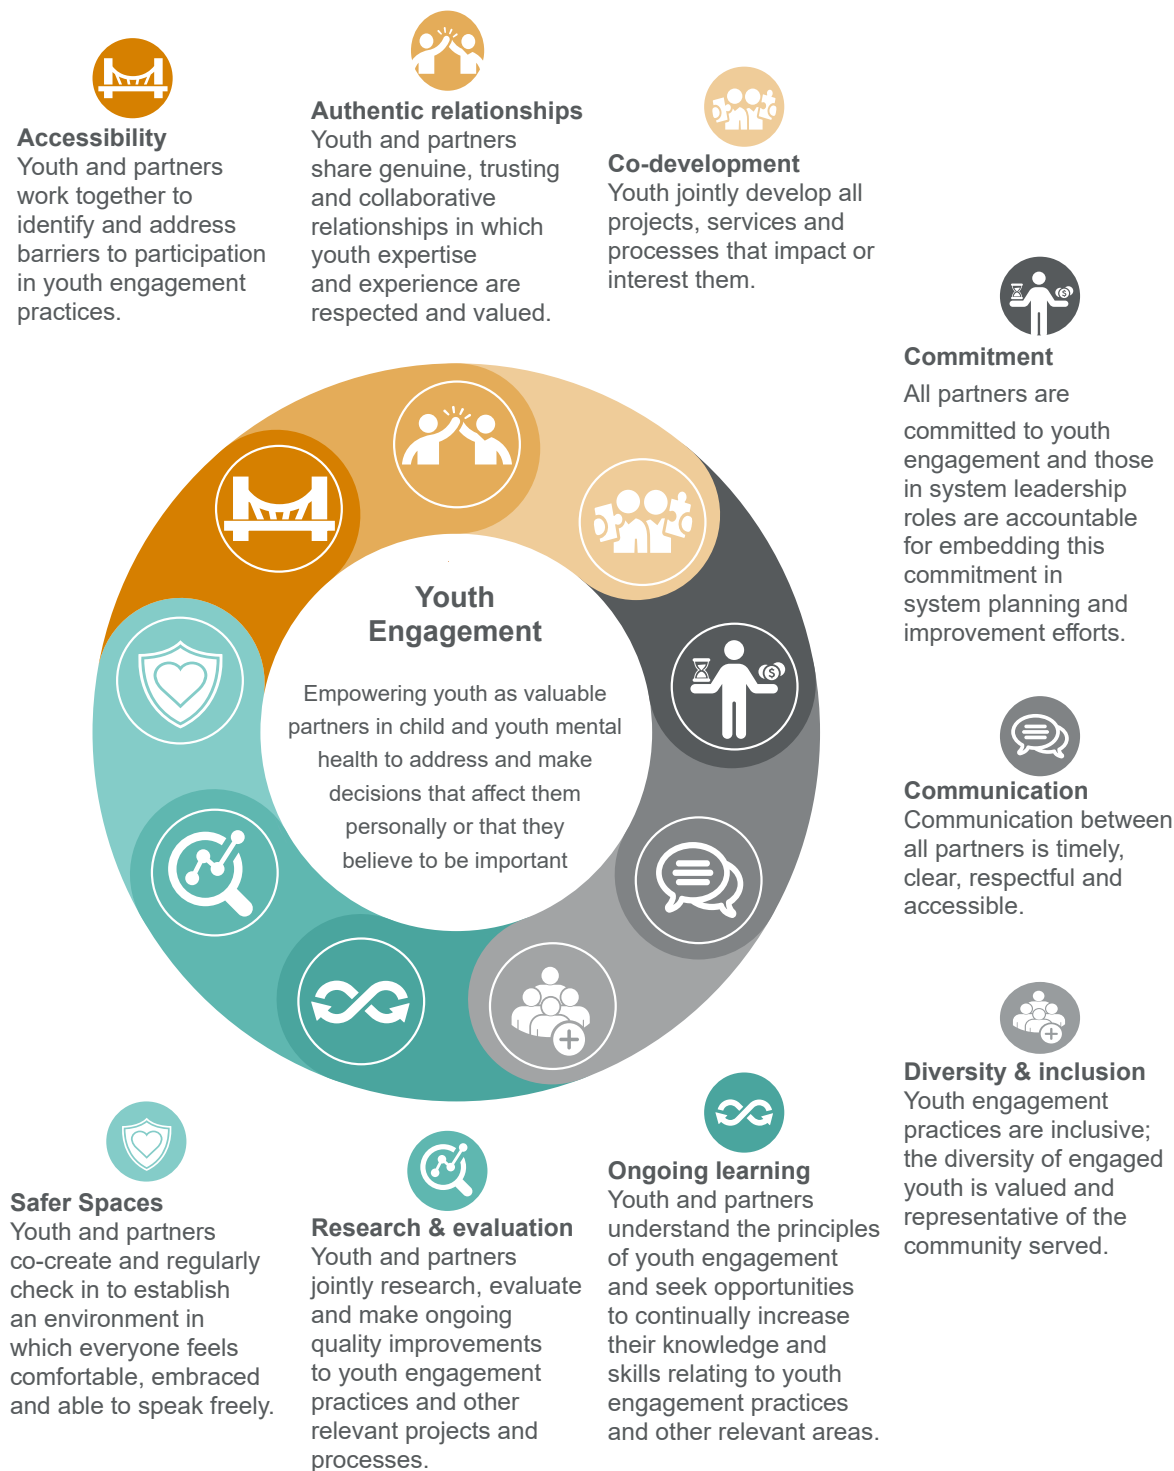 Accessibility
Youth and partners
work together to
identify and address
barriers to participation
in youth engagement
practices.
Authentic relationships
Youth and partners
share genuine, trusting
and collaborative
relationships in which
youth expertise
and experience are
respected and valued.
Co-development
Youth jointly develop all
projects, services and
processes that impact or
interest them.
Commitment
All partners are
committed to youth
engagement and those
in system leadership
roles are accountable
for embedding this
commitment in
system planning and
improvement efforts.
Youth
Engagement
Empowering youth as valuable
partners in child and youth mental
health to address and make
decisions that affect them
personally or that they
believe to be important
Communication
Communication between
all partners is timely,
clear, respectful and
accessible.
Diversity & inclusion
Youth engagement
practices are inclusive;
the diversity of engaged
youth is valued and
representative of the
community served.
Safer Spaces
Youth and partners
co-create and regularly
check in to establish
an environment in
which everyone feels
comfortable, embraced
and able to speak freely.
Research & evaluation
Youth and partners
jointly research, evaluate
and make ongoing
quality improvements
to youth engagement
practices and other
relevant projects and
processes.
Ongoing learning
Youth and partners
understand the principles
of youth engagement
and seek opportunities
to continually increase
their knowledge and
skills relating to youth
engagement practices
and other relevant areas.